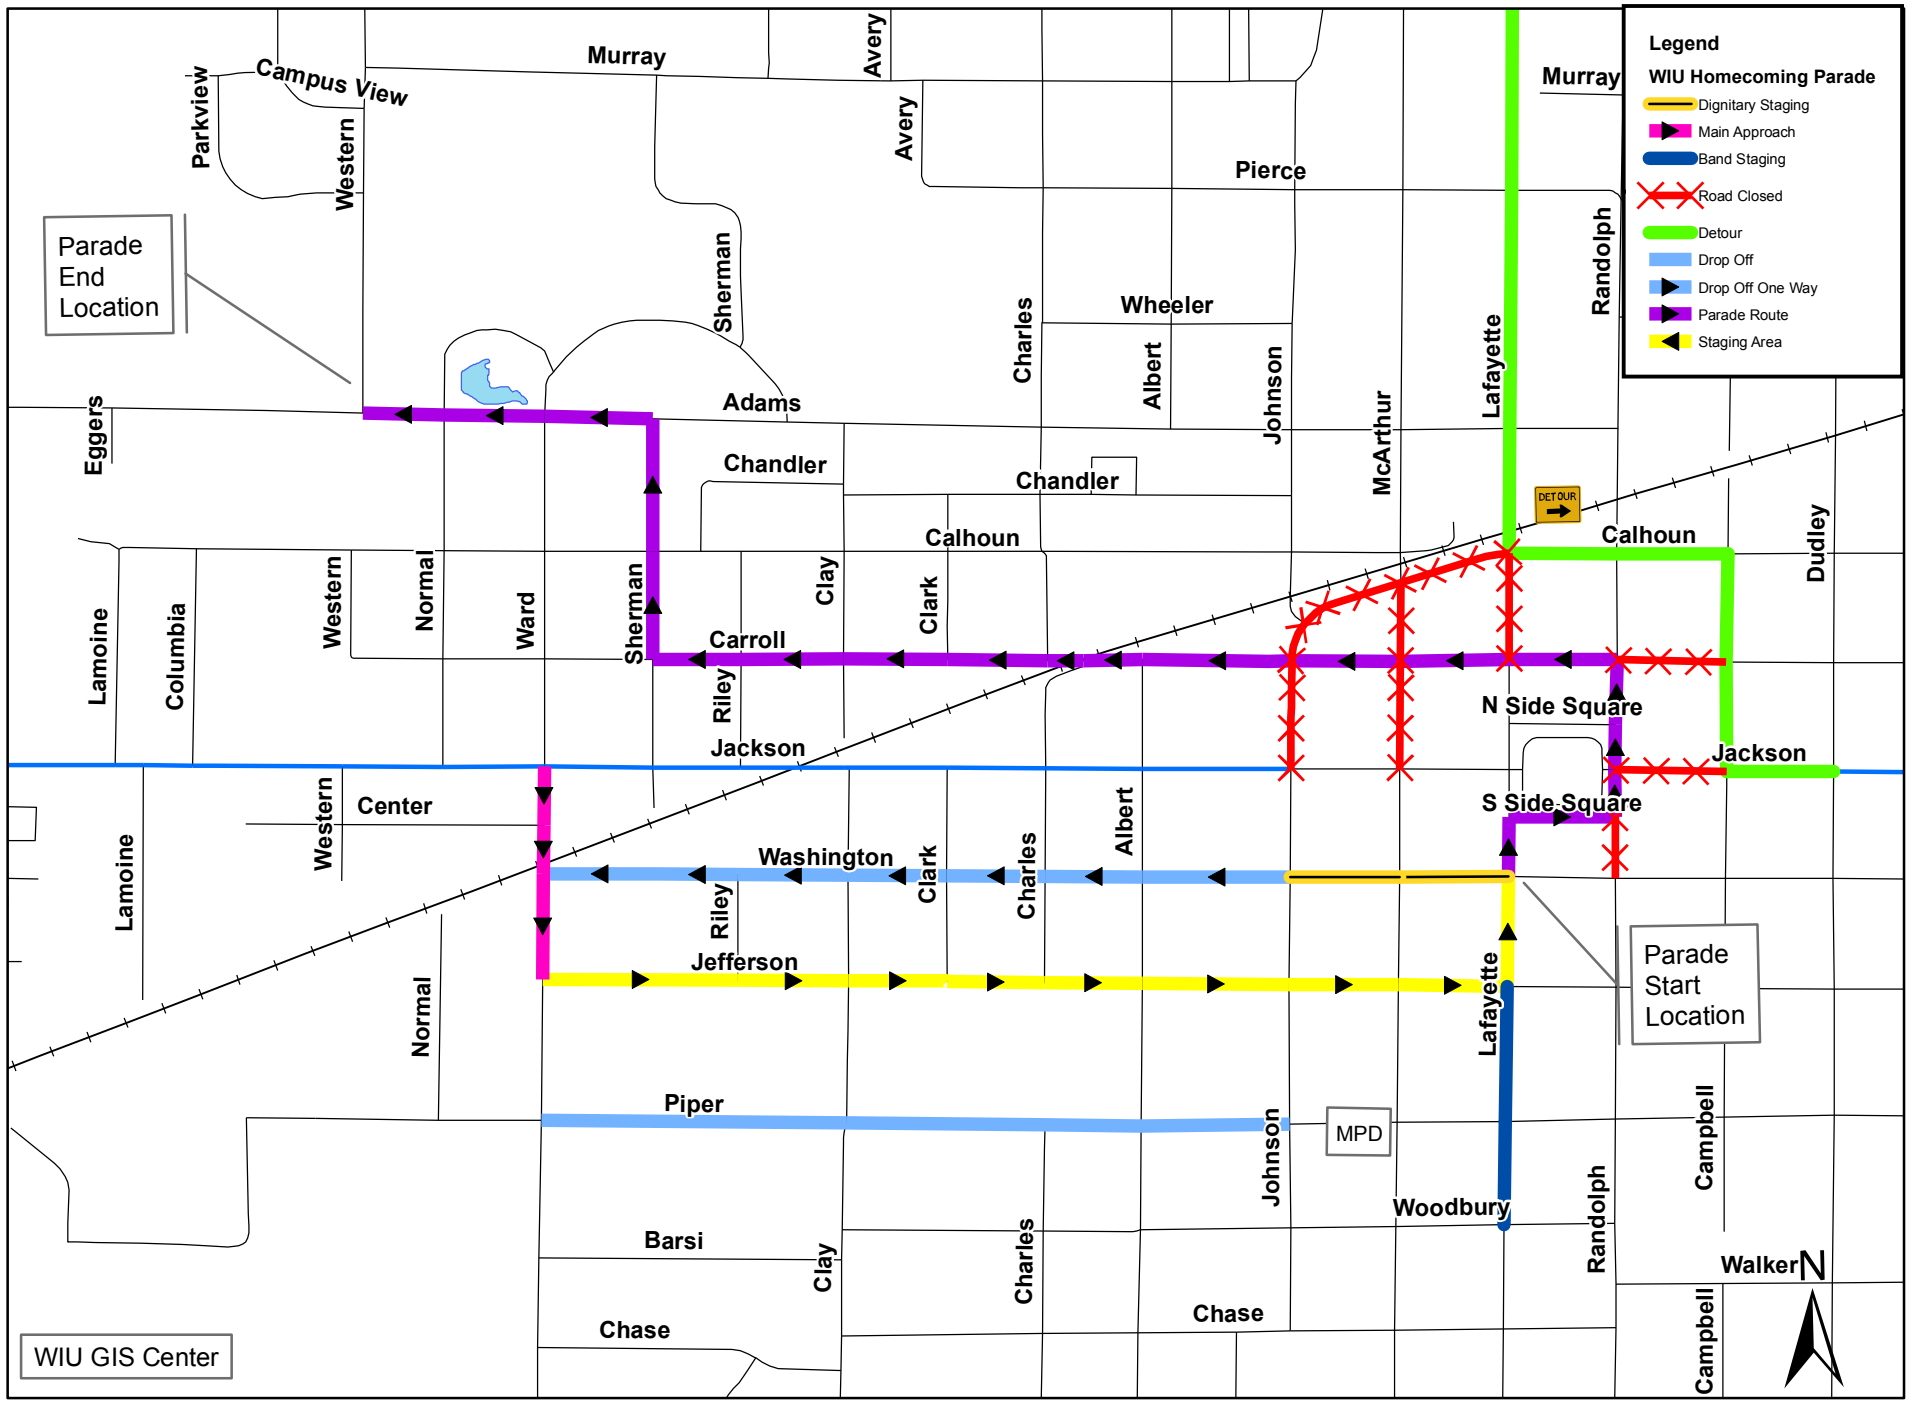 Legend
WIU Homecoming Parade
Dignitary Staging
Main Approach
Band Staging
Road Closed
Detour
Drop Off
Drop Off One Way
Parade Route
Staging Area
Murray
Avery
Murray
Campus View
Parkview
Western
Avery
Pierce
Randolph
Parade
End
Location
Sherman
Charles
Wheeler
Albert
Johnson
Lafayette
McArthur
Eggers
Adams
Chandler
Chandler
DETOUR
Calhoun
Calhoun
Dudley
Lamoine
Columbia
Western
Normal
Ward
Sherman
Clay
Clark
Carroll
Riley
N Side Square
Jackson
Jackson
S Side Square
Center
Western
Lamoine
Washington
Riley
Clark
Charles
Albert
Jefferson
Normal
Lafayette
Parade
Start
Location
Piper
Johnson
MPD
Campbell
Woodbury
Randolph
Barsi
Clay
Charles
Walker
N
Chase
Chase
Campbell
WIU GIS Center